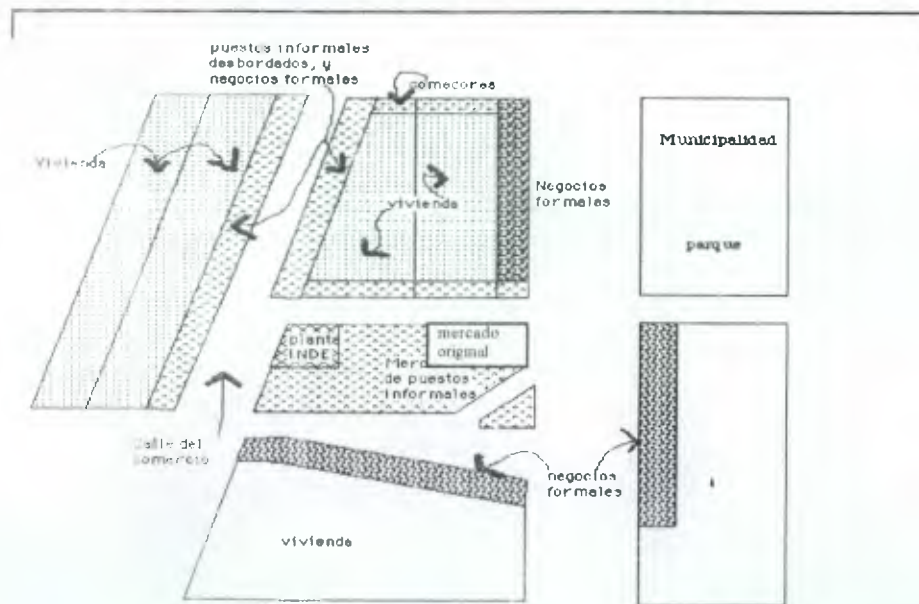 puestos informales
desbordados, y
negocios formales
comedores
Vivienda
vivienda
Negocios
formales
Municipalidad
parque
planta
INDE
mercado
original
Mercado
de puestos
informales
Calle del
comercio
negocios
formales
vivienda